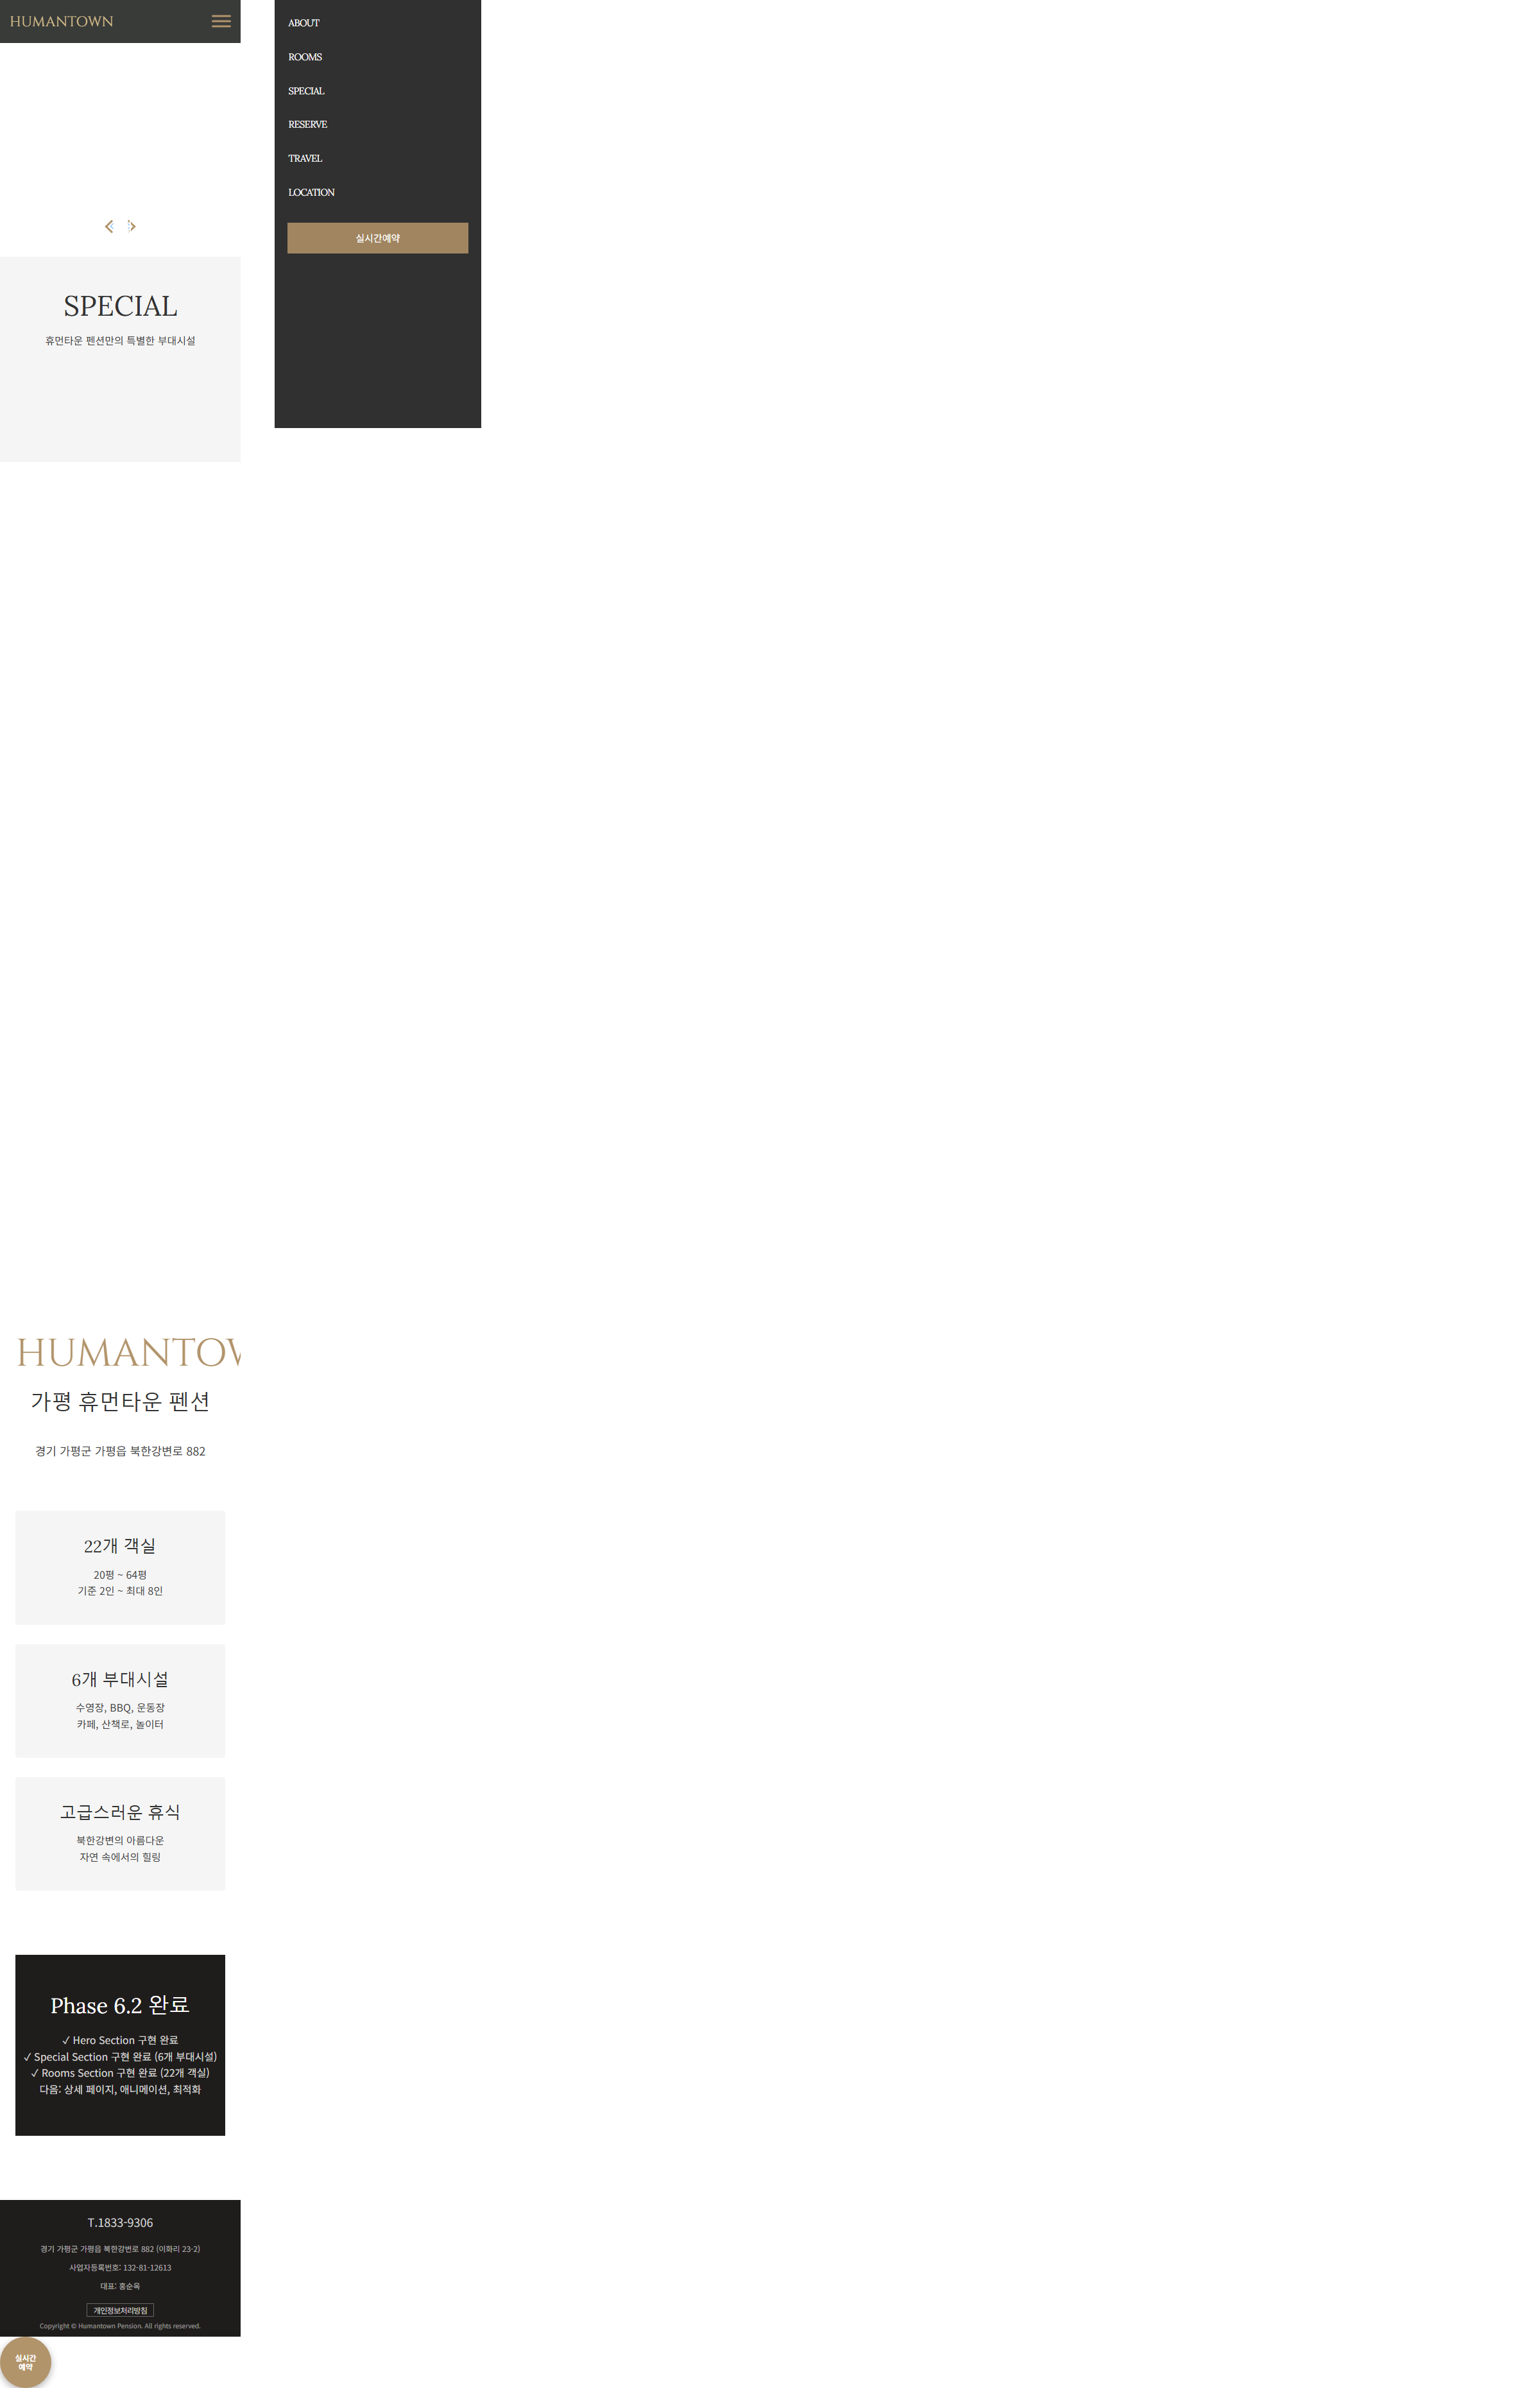 HUMANTOWN
ABOUT
ROOMS
SPECIAL
RESERVE
TRAVEL
LOCATION
실시간예약
SPECIAL
휴먼타운 펜션만의 특별한 부대시설
HUMANTOW
가평 휴먼타운 펜션
경기 가평군 가평읍 북한강변로 882
22개 객실
20평 ~ 64평
기준 2인 ~ 최대 8인
6개 부대시설
수영장, BBQ, 운동장
카페, 산책로, 놀이터
고급스러운 휴식
북한강변의 아름다운
자연 속에서의 힐링
Phase 6.2 완료
✓ Hero Section 구현 완료
✓ Special Section 구현 완료 (6개 부대시설)
✓ Rooms Section 구현 완료 (22개 객실)
다음: 상세 페이지, 애니메이션, 최적화
T.1833-9306
경기 가평군 가평읍 북한강변로 882 (이화리 23-2)
사업자등록번호: 132-81-12613
대표: 홍순옥
개인정보처리방침
Copyright © Humantown Pension. All rights reserved.
실시간
예약